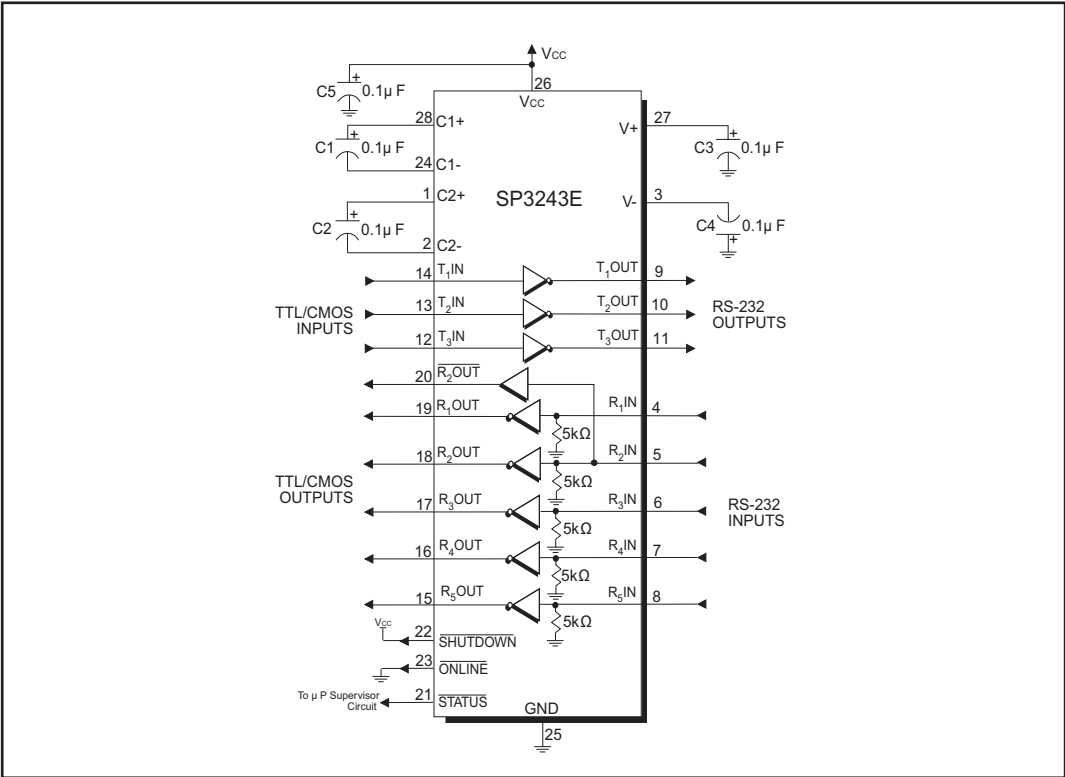 VCC
C5
+
0.1µ F
26
VCC
28 C1+
V+ 27
C1
+
0.1µ F
+
C3 0.1µ F
24 C1-
1 C2+
SP3243E
V- 3
C2
+
0.1µ F
C4 0.1µ F
+
2 C2-
14 T1IN T1OUT 9
TTL/CMOS
INPUTS
13 T2IN T2OUT 10
RS-232
OUTPUTS
12 T3IN T3OUT 11
20 R2OUT
19 R1OUT R1IN 4
5kΩ
18 R2OUT R2IN 5
5kΩ
TTL/CMOS
OUTPUTS
17 R3OUT R3IN 6
5kΩ
RS-232
INPUTS
16 R4OUT R4IN 7
5kΩ
15 R5OUT R5IN 8
5kΩ
VCC
22 SHUTDOWN
23 ONLINE
To µ P Supervisor
Circuit
21 STATUS
GND
25